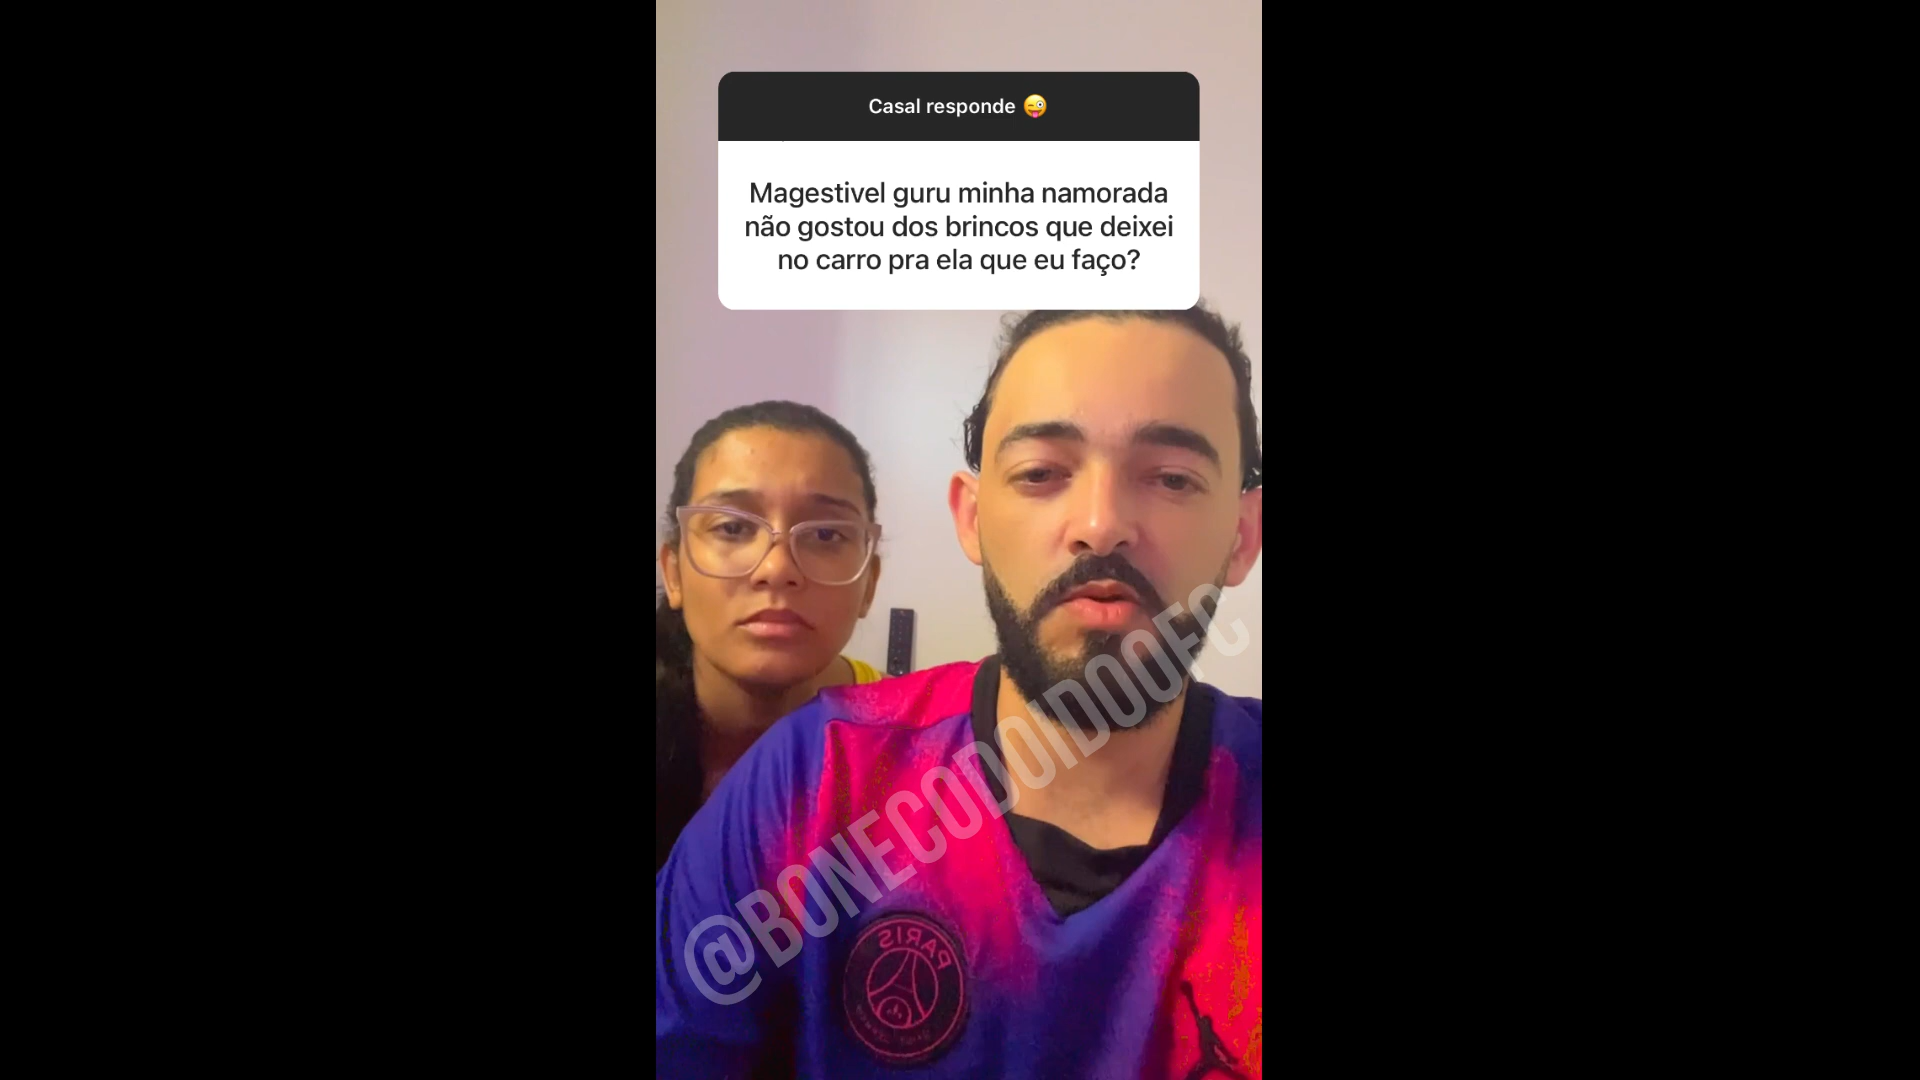 Casal responde 😜
Magestivel guru minha namorada
não gostou dos brincos que deixei
no carro pra ela que eu faço?
@BONECODOIDOOFC
PARIS